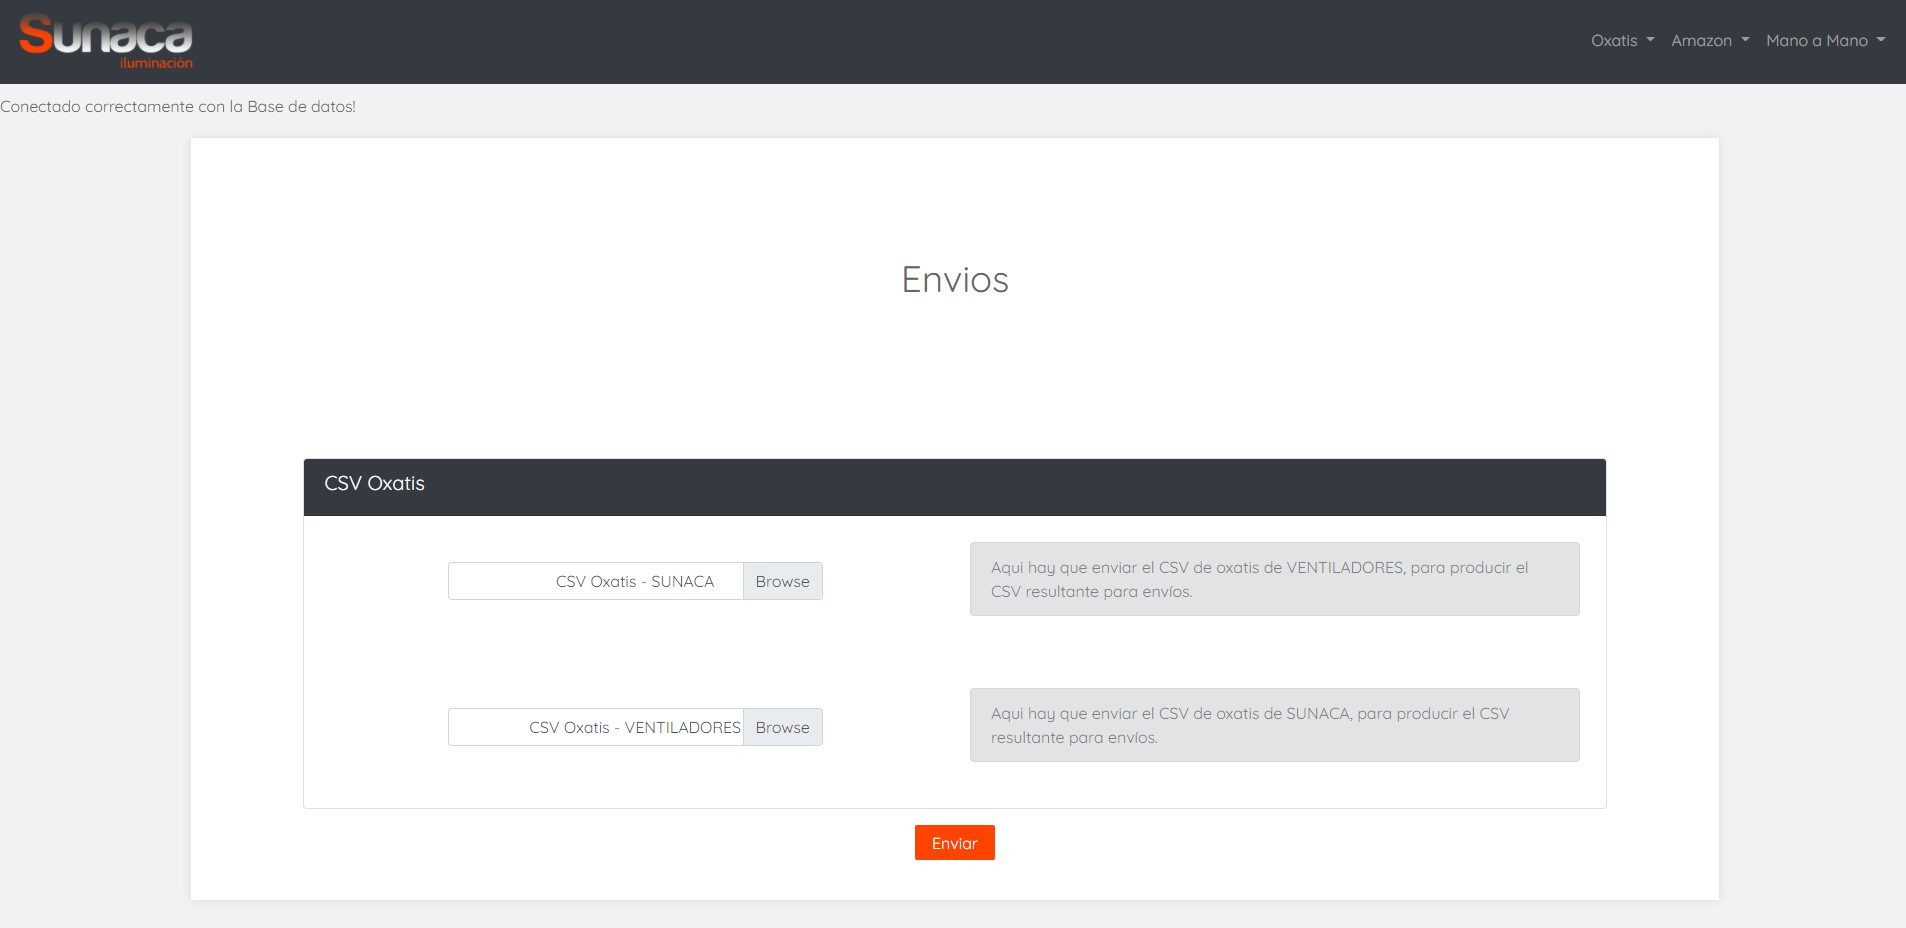 Sunaca
iluminación
Oxatis
Amazon
Mano a Mano
Conectado correctamente con la Base de datos!
Envios
CSV Oxatis
CSV Oxatis - SUNACA
Browse
Aqui hay que enviar el CSV de oxatis de VENTILADORES, para producir el
CSV resultante para envíos.
CSV Oxatis - VENTILADORES
Browse
Aqui hay que enviar el CSV de oxatis de SUNACA, para producir el CSV
resultante para envíos.
Enviar